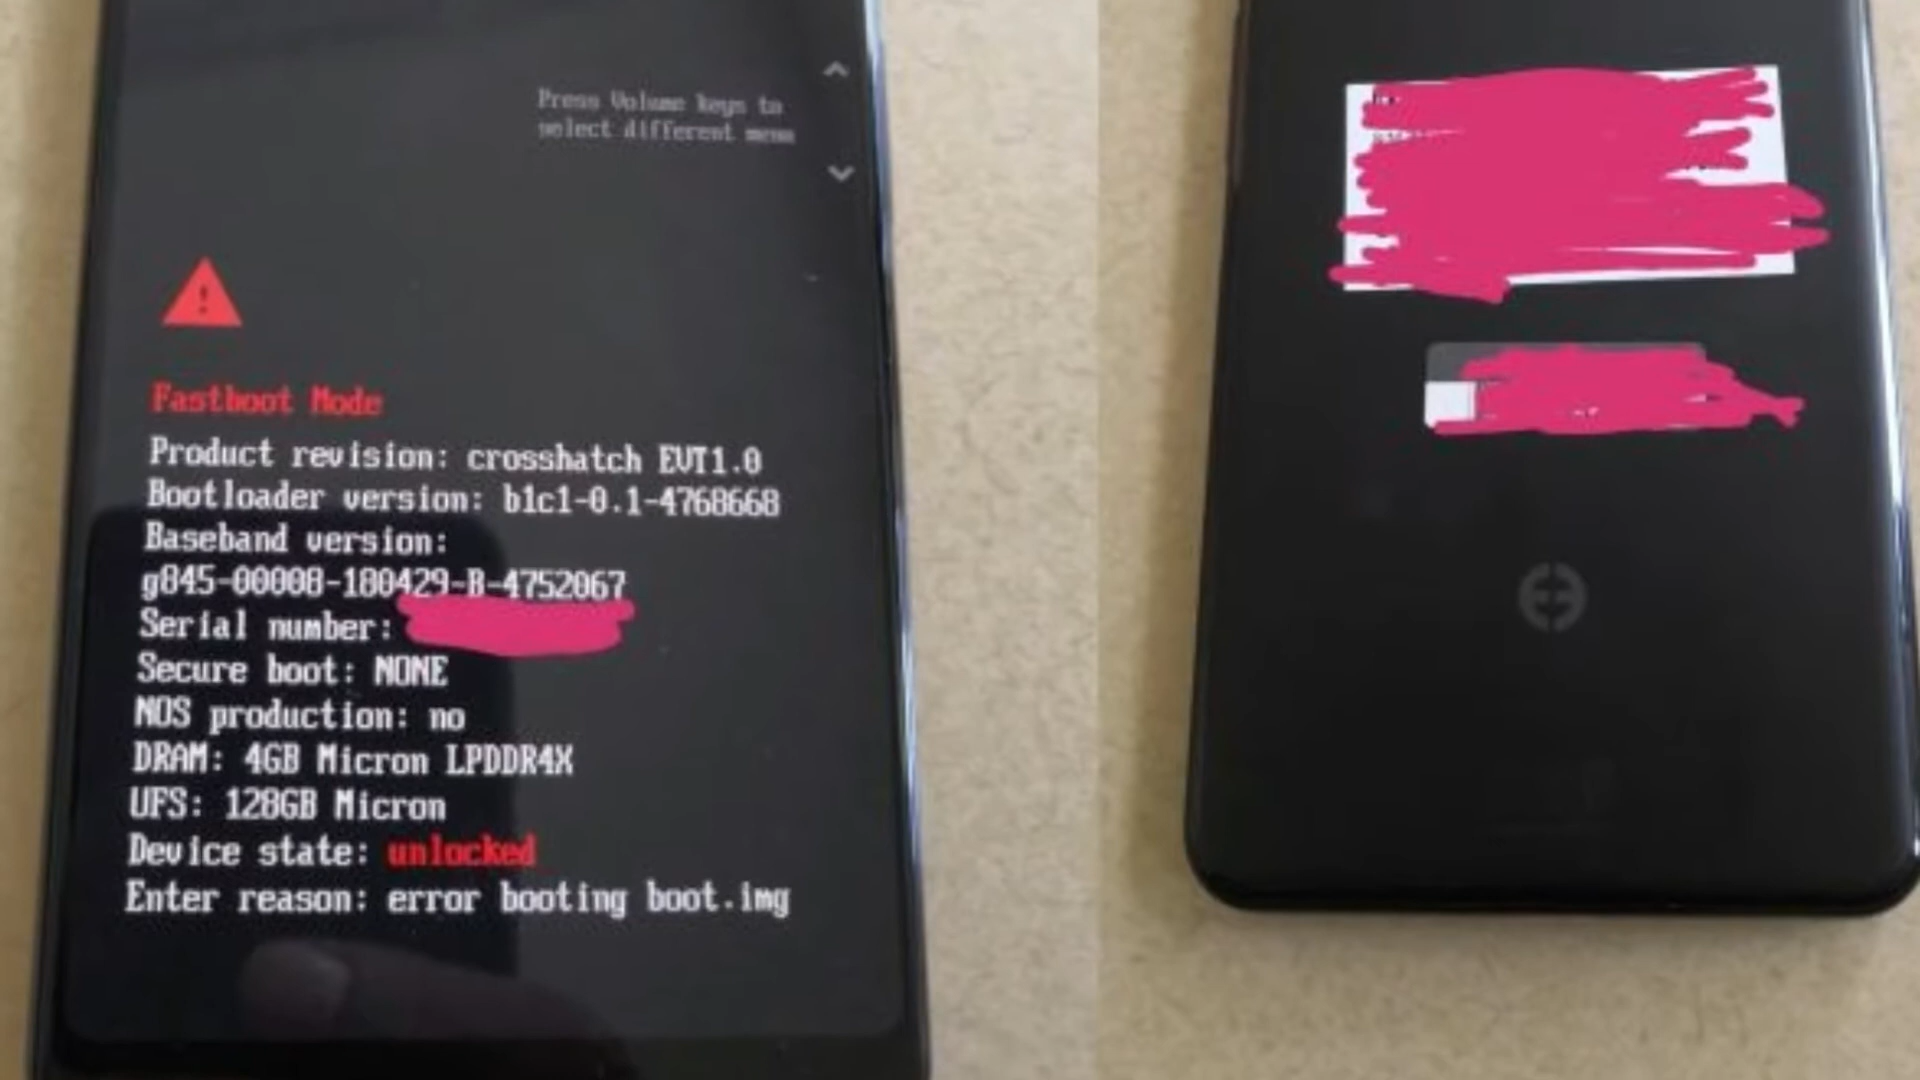 Press Volume keys to
select different menu
Fastboot Mode
Product revision: crosshatch EVT1.0
Bootloader version: b1c1-0.1-4768668
Baseband version:
g845-00008-180429-B-4752067
Serial number:
Secure boot: NONE
NOS production: no
DRAM: 4GB Micron LPDDR4X
UFS: 128GB Micron
Device state: unlocked
Enter reason: error booting boot.img